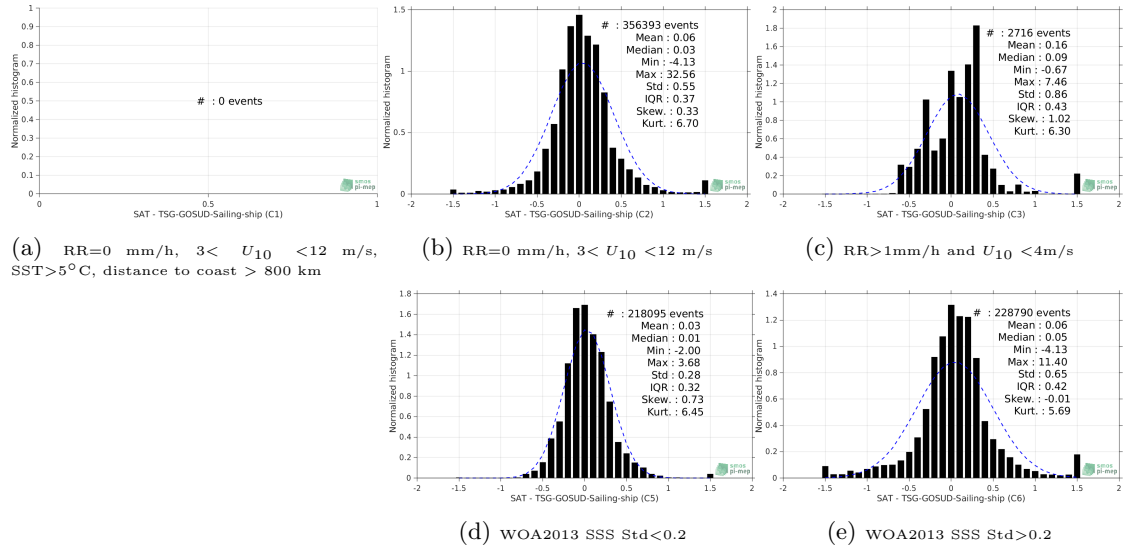 1
0.9
0.8
0.7
0.6
0.5
0.4
0.3
0.2
0.1
0
0
0.5
1
Normalized histogram
# : 0 events
smos
pi-mep
SAT - TSG-GOSUD-Sailing-ship (C1)
(a) RR=0 mm/h, 3< U10 <12 m/s,
SST>5°C, distance to coast > 800 km
1.5
1
0.5
0
-2
-1.5
-1
-0.5
0
0.5
1
1.5
2
Normalized histogram
# : 356393 events
Mean : 0.06
Median : 0.03
Min : -4.13
Max : 32.56
Std : 0.55
IQR : 0.37
Skew. : 0.33
Kurt. : 6.70
smos
pi-mep
SAT - TSG-GOSUD-Sailing-ship (C2)
(b) RR=0 mm/h, 3< U10 <12 m/s
2
1.8
1.6
1.4
1.2
1
0.8
0.6
0.4
0.2
0
-2
-1.5
-1
-0.5
0
0.5
1
1.5
2
Normalized histogram
# : 2716 events
Mean : 0.16
Median : 0.09
Min : -0.67
Max : 7.46
Std : 0.86
IQR : 0.43
Skew. : 1.02
Kurt. : 6.30
smos
pi-mep
SAT - TSG-GOSUD-Sailing-ship (C3)
(c) RR>1mm/h and U10 <4m/s
1.8
1.6
1.4
1.2
1
0.8
0.6
0.4
0.2
0
-2
-1.5
-1
-0.5
0
0.5
1
1.5
2
Normalized histogram
# : 218095 events
Mean : 0.03
Median : 0.01
Min : -2.00
Max : 3.68
Std : 0.28
IQR : 0.32
Skew. : 0.73
Kurt. : 6.45
smos
pi-mep
SAT - TSG-GOSUD-Sailing-ship (C5)
(d) WOA2013 SSS Std<0.2
1.4
1.2
1
0.8
0.6
0.4
0.2
0
-2
-1.5
-1
-0.5
0
0.5
1
1.5
2
Normalized histogram
# : 228790 events
Mean : 0.06
Median : 0.05
Min : -4.13
Max : 11.40
Std : 0.65
IQR : 0.42
Skew. : -0.01
Kurt. : 5.69
smos
pi-mep
SAT - TSG-GOSUD-Sailing-ship (C6)
(e) WOA2013 SSS Std>0.2